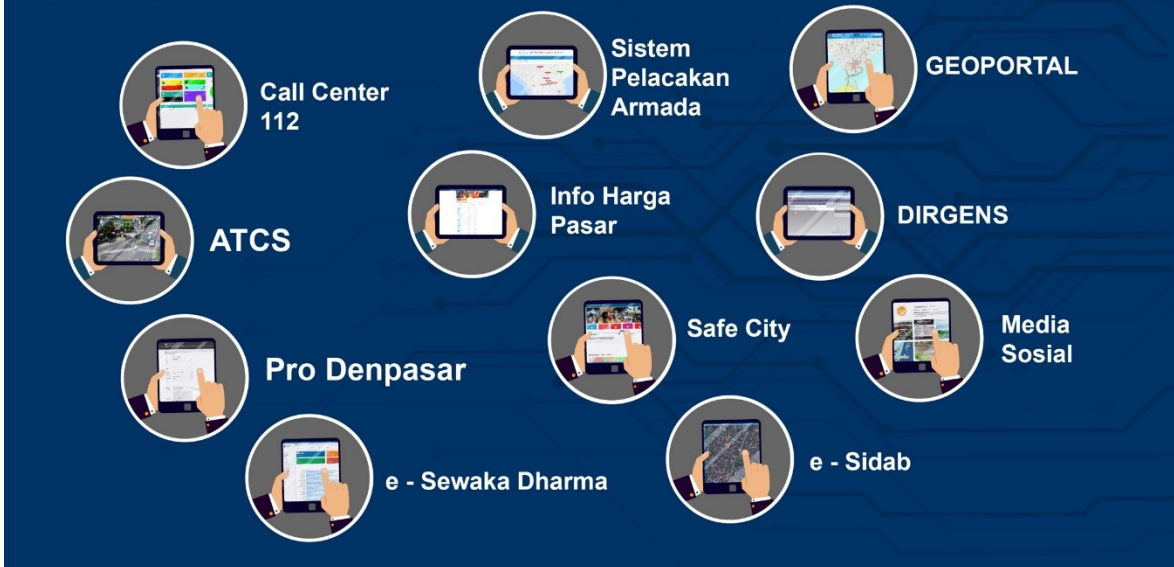 Call Center
112
Sistem
Pelacakan
Armada
GEOPORTAL
ATCS
Info Harga
Pasar
DIRGENS
Pro Denpasar
Safe City
Media
Sosial
e - Sewaka Dharma
e - Sidab